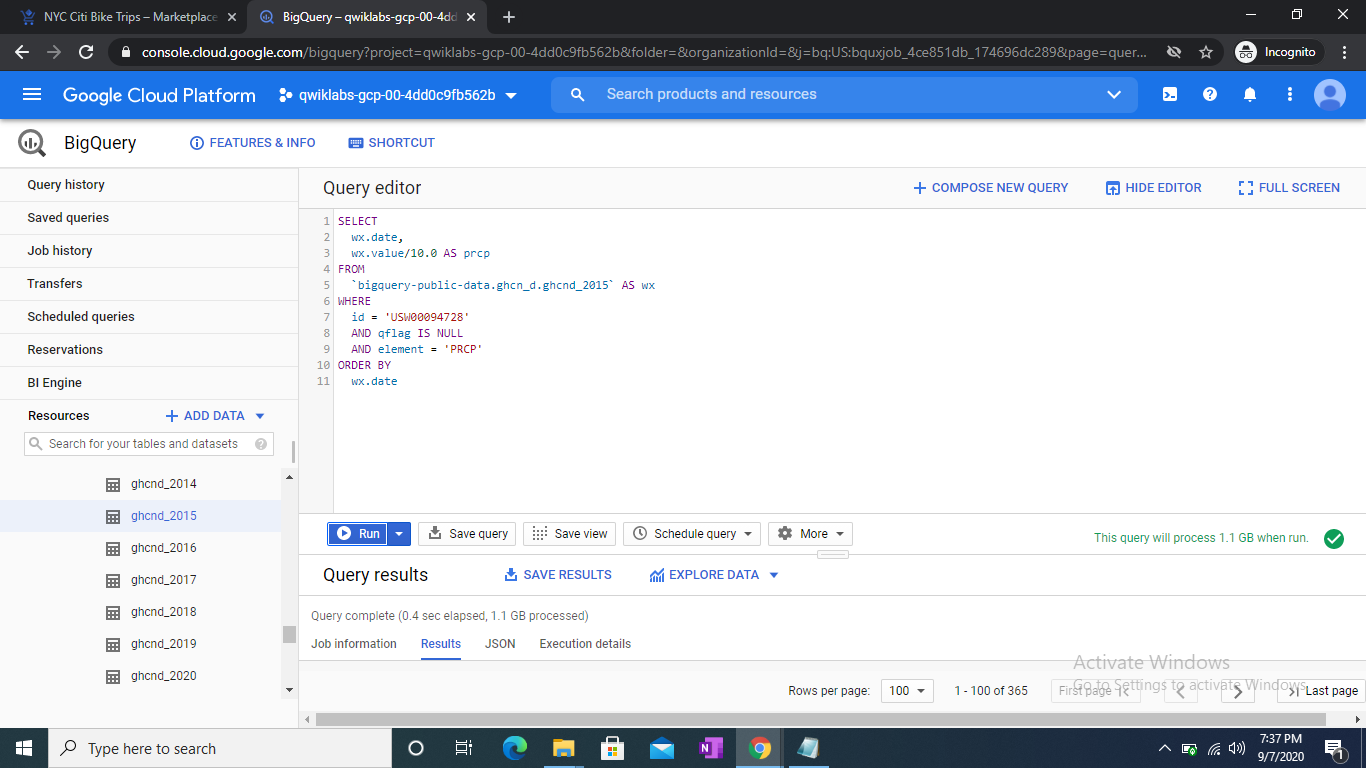 NYC Citi Bike Trips – Marketplace
BigQuery – qwiklabs-gcp-00-4dd
console.cloud.google.com/bigquery?project=qwiklabs-gcp-00-4dd0c9fb562b&folder=&organizationId=&j=bq:US:bquxjob_4ce851db_174696dc289&page=quer...
Incognito
Google Cloud Platform
qwiklabs-gcp-00-4dd0c9fb562b
Search products and resources
BigQuery
FEATURES & INFO
SHORTCUT
Query history
Saved queries
Job history
Transfers
Scheduled queries
Reservations
BI Engine
Resources
+ ADD DATA
Search for your tables and datasets
ghcnd_2014
ghcnd_2015
ghcnd_2016
ghcnd_2017
ghcnd_2018
ghcnd_2019
ghcnd_2020
Query editor
+ COMPOSE NEW QUERY
HIDE EDITOR
FULL SCREEN
1 SELECT
2 wx.date,
3 wx.value/10.0 AS prcp
4 FROM
5 `bigquery-public-data.ghcn_d.ghcnd_2015` AS wx
6 WHERE
7 id = 'USW00094728'
8 AND qflag IS NULL
9 AND element = 'PRCP'
10 ORDER BY
11 wx.date
Run
Save query
Save view
Schedule query
More
This query will process 1.1 GB when run.
Query results
SAVE RESULTS
EXPLORE DATA
Query complete (0.4 sec elapsed, 1.1 GB processed)
Job information
Results
JSON
Execution details
Rows per page:
100
1 - 100 of 365
First page
Last page
Activate Windows
Go to Settings to activate Windows.
Type here to search
7:37 PM
9/7/2020
1